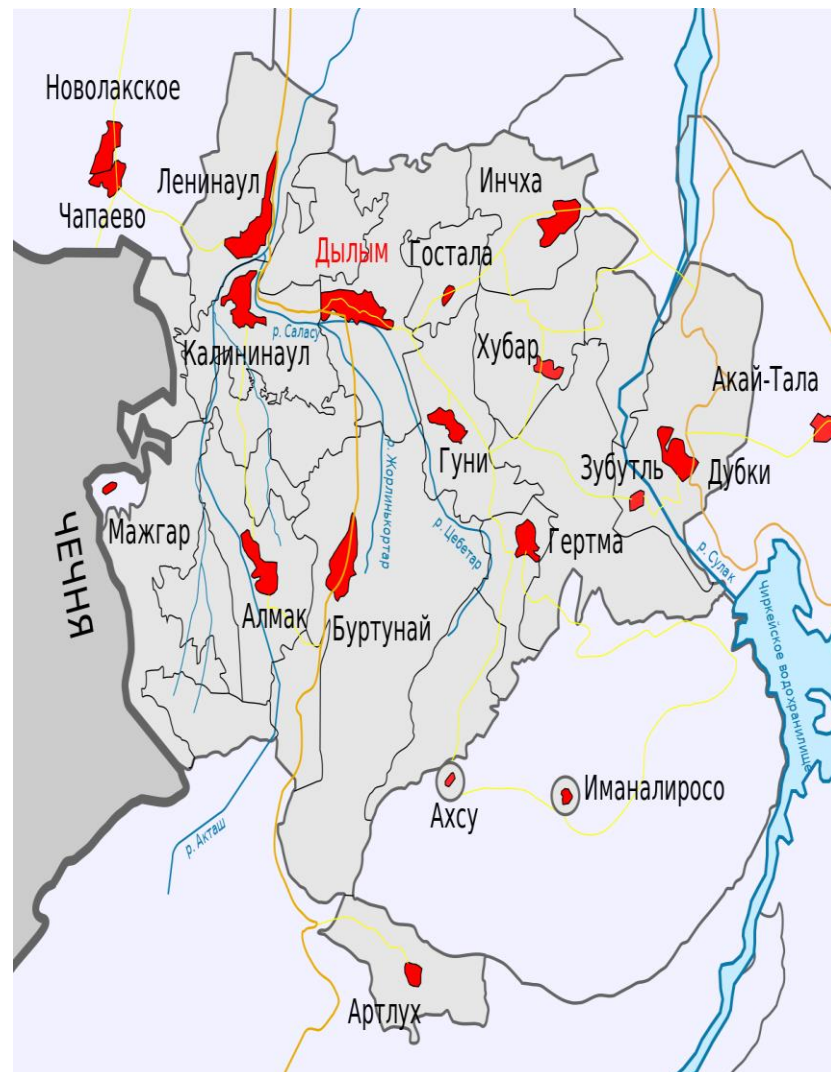 Новолакское
Чапаево
Ленинаул
Инчха
Дылым
Гостала
р. Саласу
Калининаул
Хубар
Акай-Тала
Гуни
Зубутль
Дубки
р. Жорлинькортар
Мажгар
ЧЕЧНЯ
р. Цебетар
Гертма
р. Сулак
Алмак
Буртунай
Чиркейское водохранилище
Ахсу
Иманалиросо
р. Акташ
Артлух